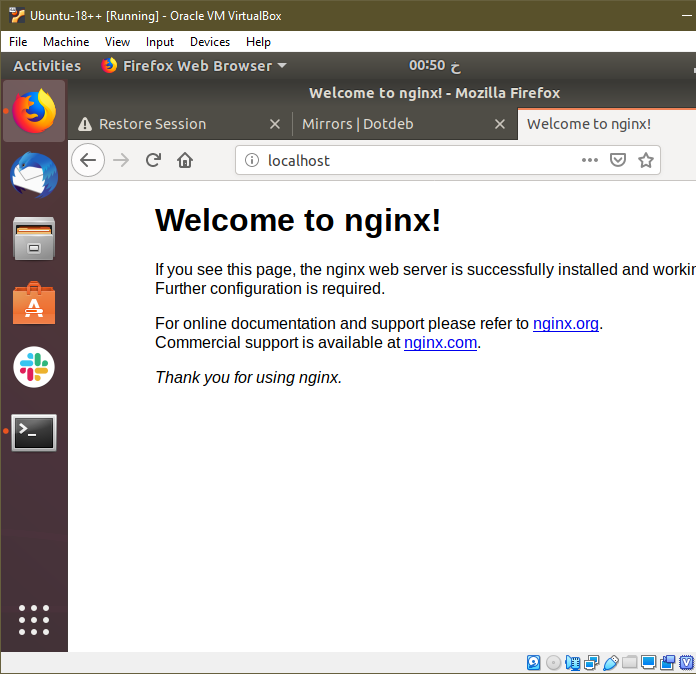 Ubuntu-18++ [Running] - Oracle VM VirtualBox
File Machine View Input Devices Help
Activities Firefox Web Browser 00:50 خ
Welcome to nginx! - Mozilla Firefox
Restore Session Mirrors | Dotdeb Welcome to nginx!
localhost
Welcome to nginx!
If you see this page, the nginx web server is successfully installed and
Further configuration is required.
For online documentation and support please refer to nginx.org.
Commercial support is available at nginx.com.
Thank you for using nginx.